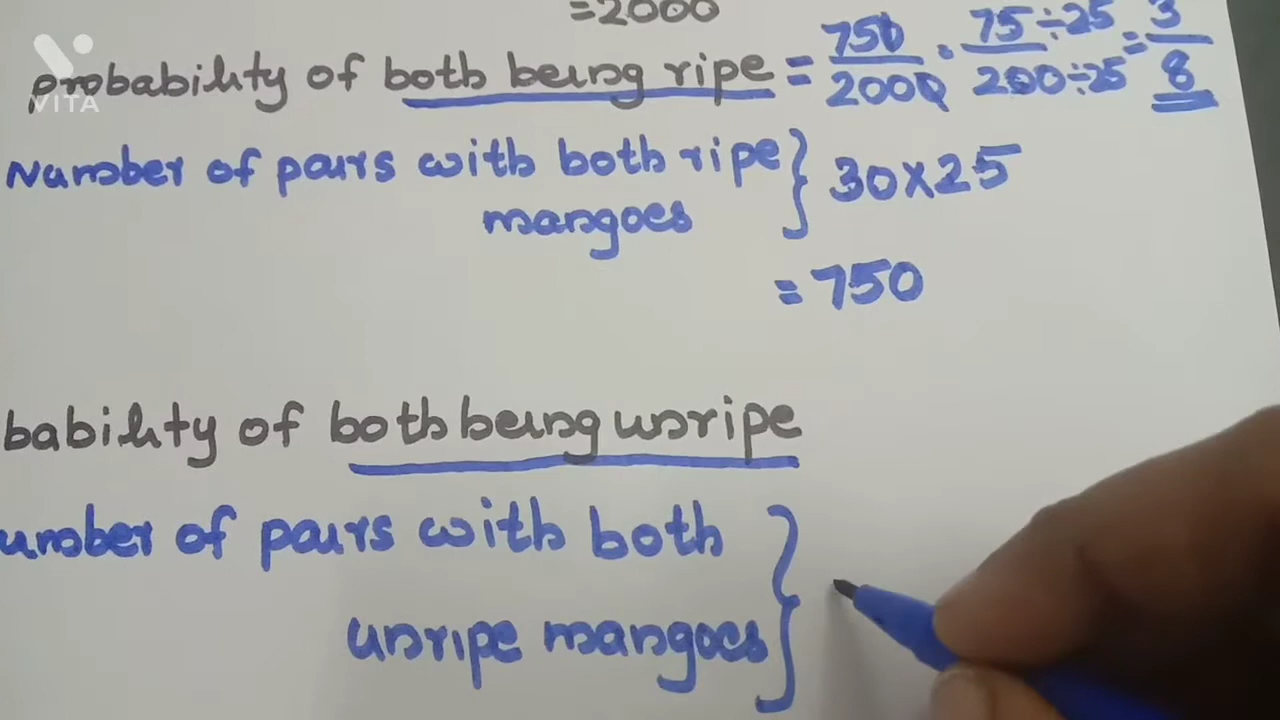 =2000
probability of both being ripe = 750/2000 = 75÷25/200÷25 = 3/8
VITA
Number of pairs with both ripe } 30×25
mangoes
=750
bability of both being unripe
umber of pairs with both }
unripe mangoes